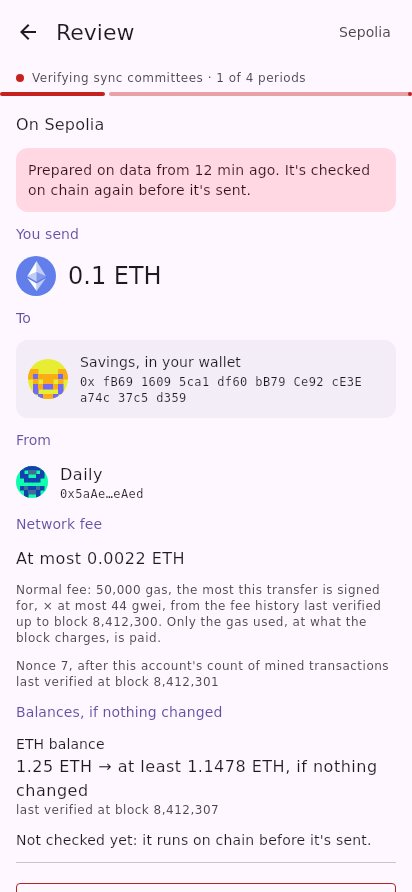 Review
Sepolia
Verifying sync committees · 1 of 4 periods
On Sepolia
Prepared on data from 12 min ago. It's checked
on chain again before it's sent.
You send
0.1 ETH
To
Savings, in your wallet
0x fB69 1609 5ca1 df60 bB79 Ce92 cE3E
a74c 37c5 d359
From
Daily
0x5aAe…eAed
Network fee
At most 0.0022 ETH
Normal fee: 50,000 gas, the most this transfer is signed
for, × at most 44 gwei, from the fee history last verified
up to block 8,412,300. Only the gas used, at what the
block charges, is paid.
Nonce 7, after this account's count of mined transactions
last verified at block 8,412,301
Balances, if nothing changed
ETH balance
1.25 ETH → at least 1.1478 ETH, if nothing
changed
last verified at block 8,412,307
Not checked yet: it runs on chain before it's sent.